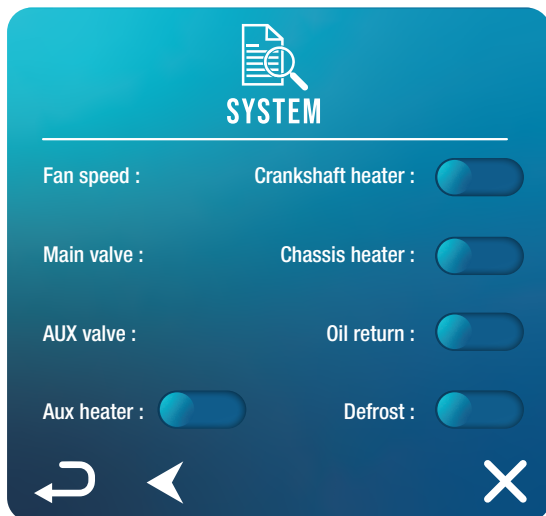 SYSTEM
Fan speed :
Crankshaft heater :
Main valve :
Chassis heater :
AUX valve :
Oil return :
Aux heater :
Defrost :